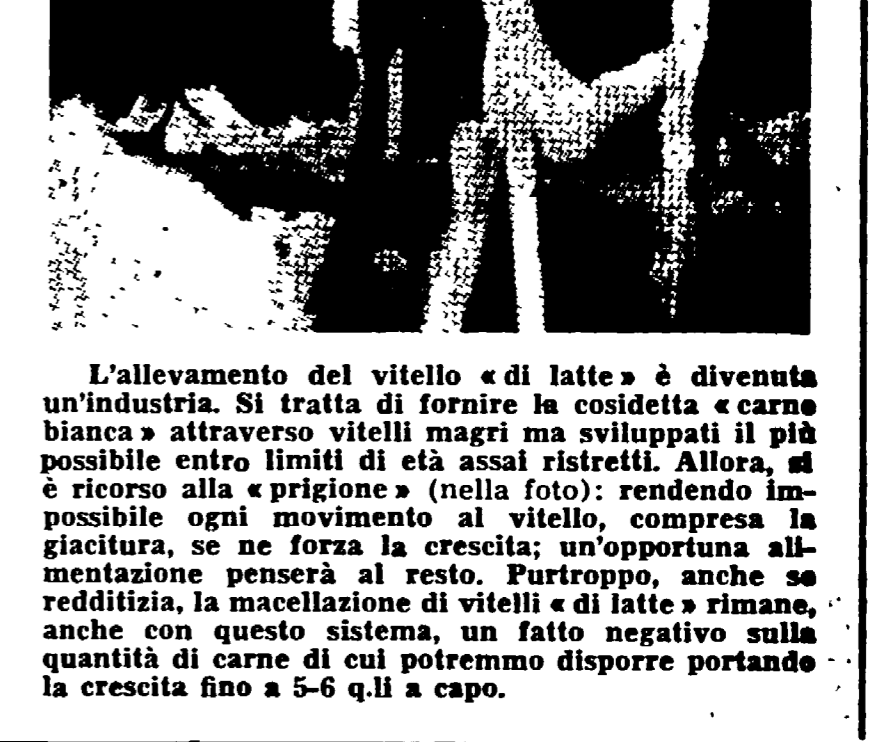 L'allevamento del vitello « di latte » è divenuta
un'industria. Si tratta di fornire la cosidetta « carne
bianca » attraverso vitelli magri ma sviluppati il più
possibile entro limiti di età assai ristretti. Allora, si
è ricorso alla « prigione » (nella foto): rendendo im-
possibile ogni movimento al vitello, compresa la
giacitura, se ne forza la crescita; un'opportuna ali-
mentazione penserà al resto. Purtroppo, anche se
redditizia, la macellazione di vitelli « di latte » rimane,
anche con questo sistema, un fatto negativo sulla
quantità di carne di cui potremmo disporre portando
la crescita fino a 5-6 q.li a capo.